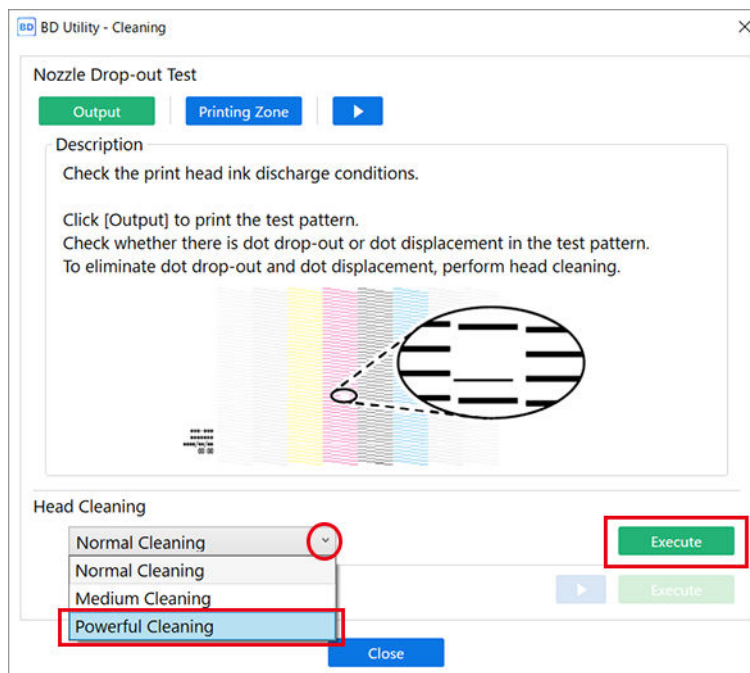 BD BD Utility - Cleaning
Nozzle Drop-out Test
Output Printing Zone
Description
Check the print head ink discharge conditions.
Click [Output] to print the test pattern.
Check whether there is dot drop-out or dot displacement in the test pattern.
To eliminate dot drop-out and dot displacement, perform head cleaning.
Head Cleaning
Normal Cleaning Execute
Normal Cleaning
Medium Cleaning Execute
Powerful Cleaning
Close